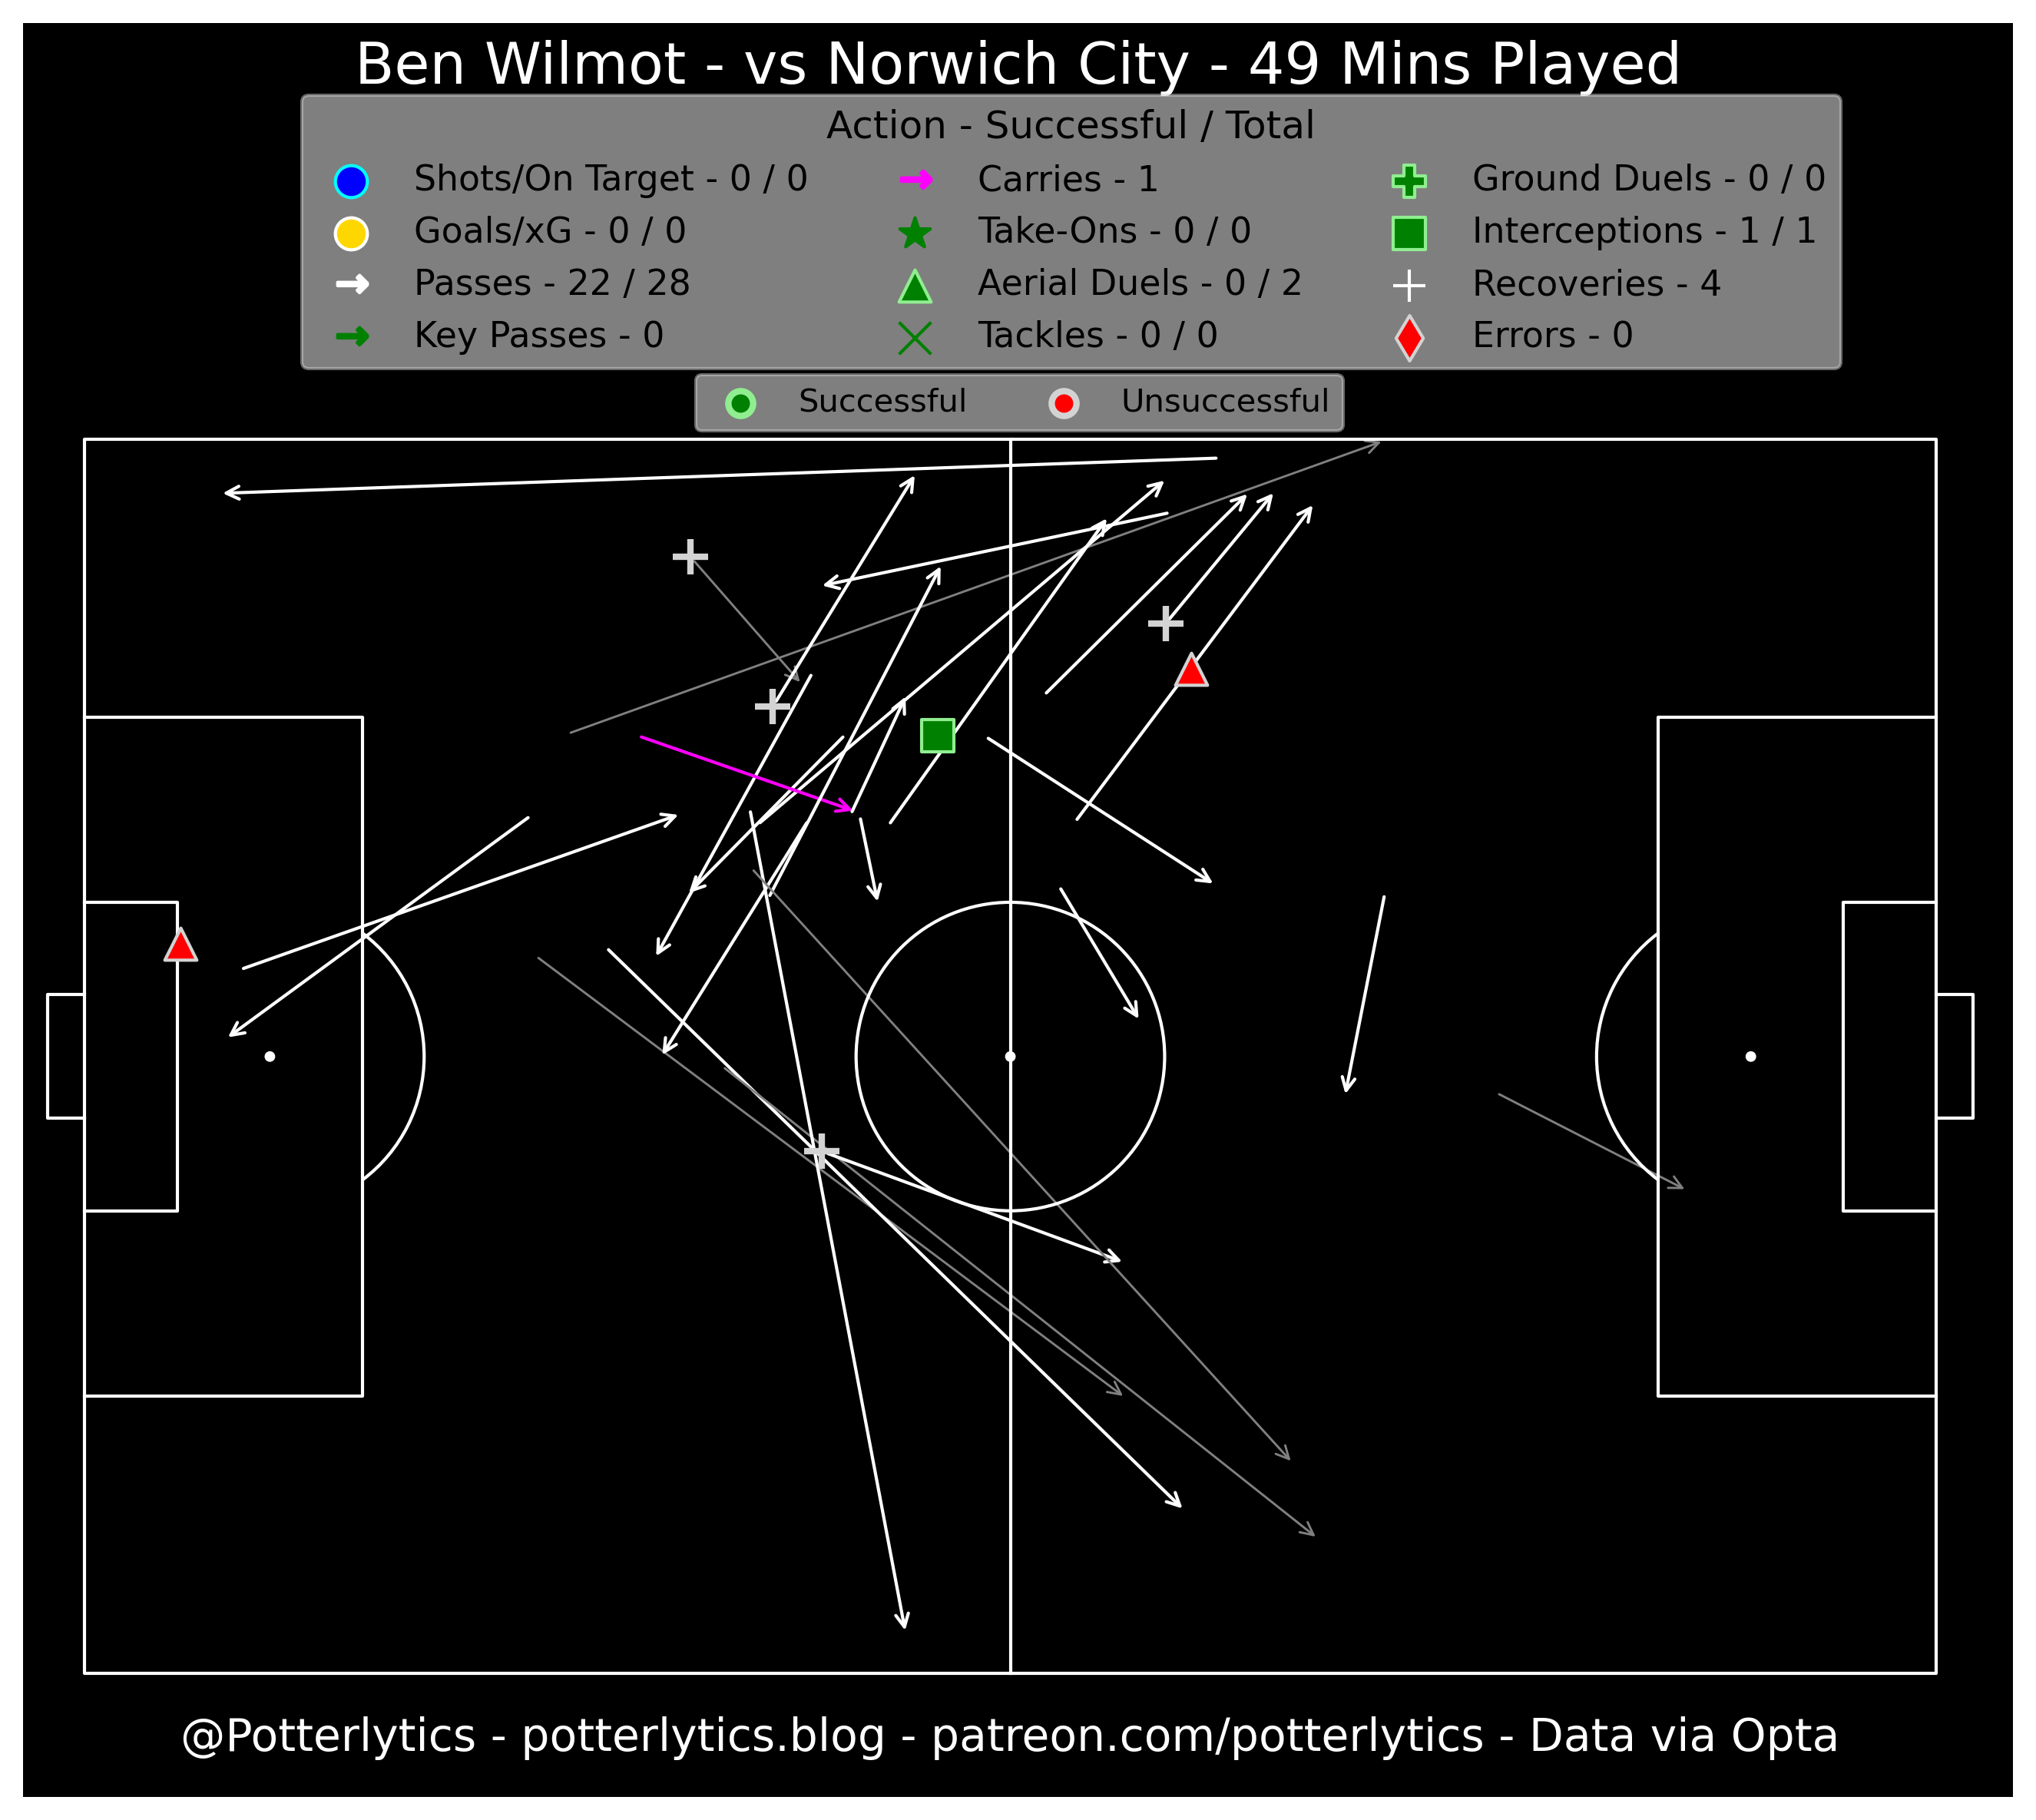 Ben Wilmot - vs Norwich City - 49 Mins Played
Action - Successful / Total
Shots/On Target - 0 / 0
Goals/xG - 0 / 0
Passes - 22 / 28
Key Passes - 0
Carries - 1
Take-Ons - 0 / 0
Aerial Duels - 0 / 2
Tackles - 0 / 0
Ground Duels - 0 / 0
Interceptions - 1 / 1
Recoveries - 4
Errors - 0
Successful
Unsuccessful
@Potterlytics - potterlytics.blog - patreon.com/potterlytics - Data via Opta